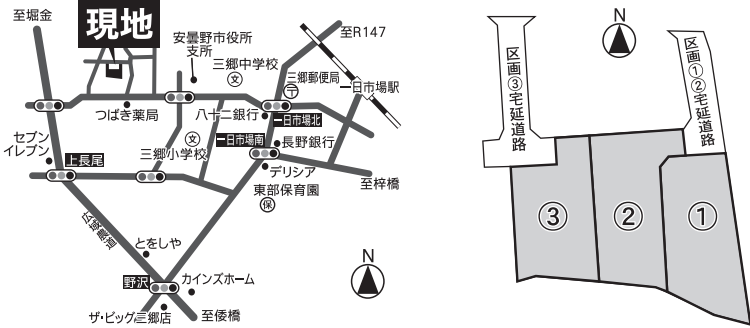 至堀金
現地
至R147
安曇野市役所
支所
三郷中学校
文
三郷郵便局
〒
一日市場駅
つばき薬局
八十二銀行
一日市場北
セブン
イレブン
文
三郷小学校
一日市場南
長野銀行
上長尾
デリシア
至梓橋
東部保育園
保
広域農道
とをしや
野沢
カインズホーム
ザ・ビッグ三郷店
至倭橋
N
N
区画③宅延道路
区画①②宅延道路
③
②
①